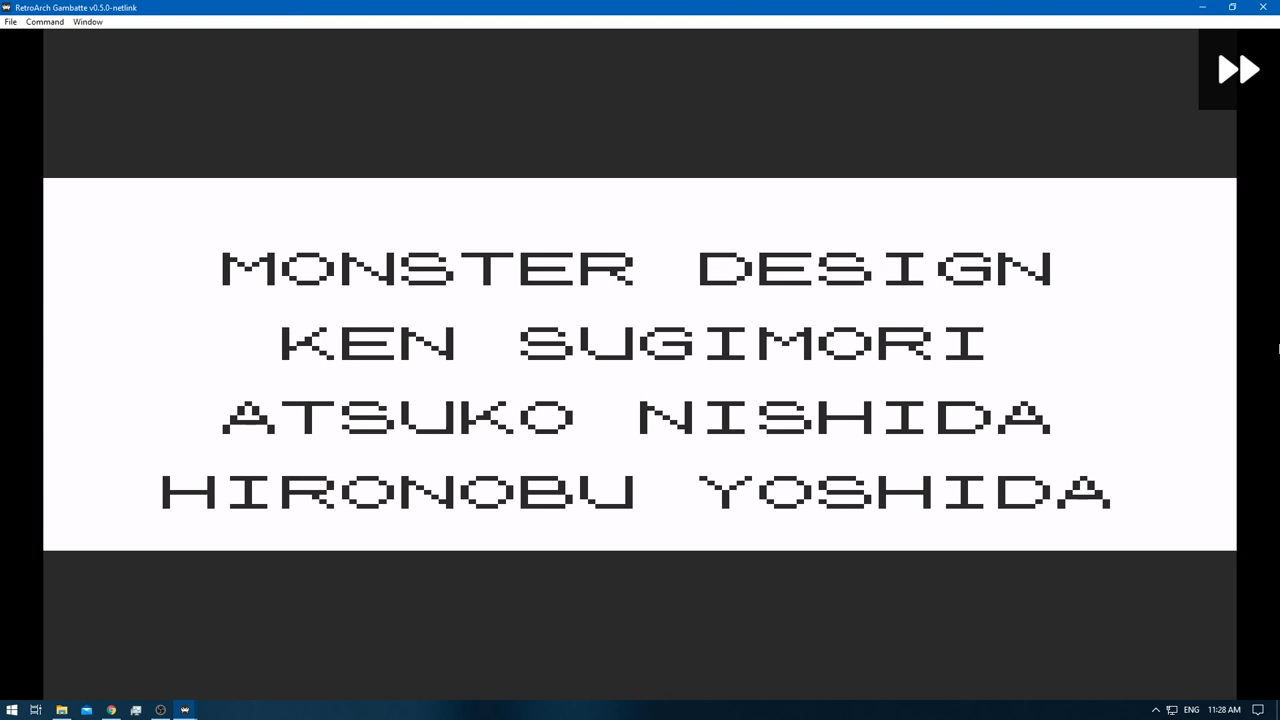 RetroArch Gambatte v0.5.0-netlink
File Command Window
MONSTER DESIGN
KEN SUGIMORI
ATSUKO NISHIDA
HIRONOBU YOSHIDA
ENG 11:28 AM